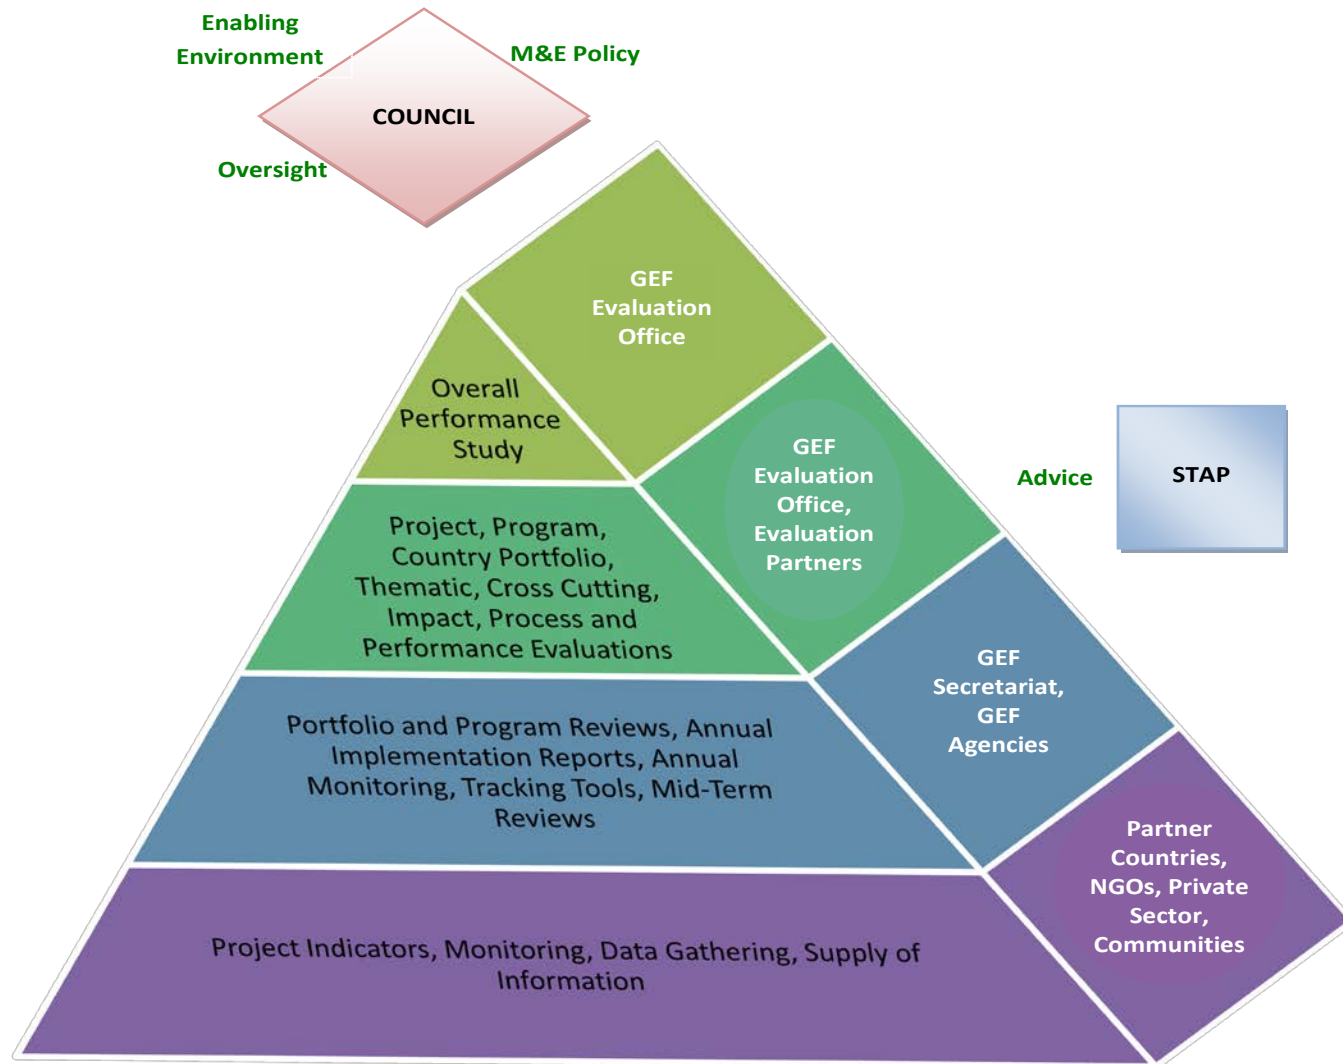 Enabling
Environment
M&E Policy
COUNCIL
Oversight
GEF
Evaluation
Office
Overall
Performance
Study
GEF
Evaluation
Office,
Evaluation
Partners
Advice
STAP
Project, Program,
Country Portfolio,
Thematic, Cross Cutting,
Impact, Process and
Performance Evaluations
GEF
Secretariat,
GEF
Agencies
Portfolio and Program Reviews, Annual
Implementation Reports, Annual
Monitoring, Tracking Tools, Mid-Term
Reviews
Partner
Countries,
NGOs, Private
Sector,
Communities
Project Indicators, Monitoring, Data Gathering, Supply of
Information